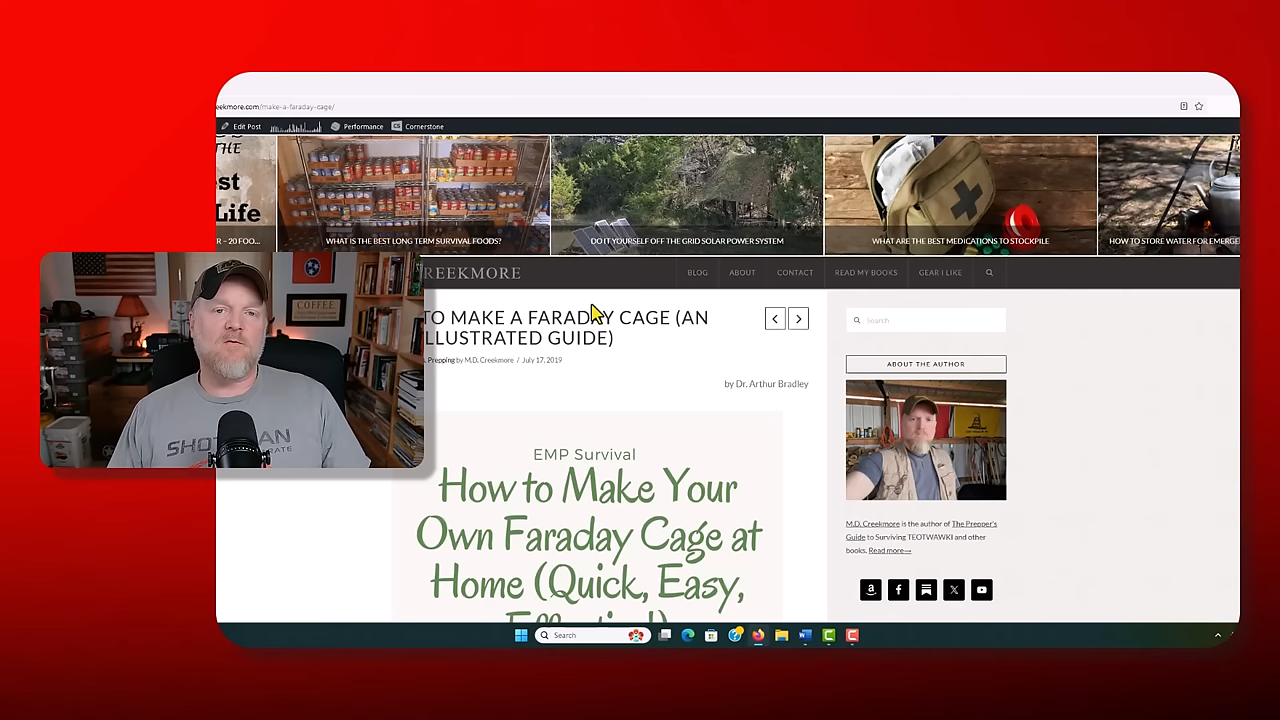 eekmore.com/make-a-faraday-cage/
Edit Post
Performance
Cornerstone
THE
st
Life
R – 20 FOO...
WHAT IS THE BEST LONG TERM SURVIVAL FOODS?
DO IT YOURSELF OFF THE GRID SOLAR POWER SYSTEM
WHAT ARE THE BEST MEDICATIONS TO STOCKPILE
HOW TO STORE WATER FOR EMERGE
REEKMORE
BLOG
ABOUT
CONTACT
READ MY BOOKS
GEAR I LIKE
TO MAKE A FARADAY CAGE (AN
LLUSTRATED GUIDE)
Prepping by M.D. Creekmore / July 17, 2019
by Dr. Arthur Bradley
EMP Survival
How to Make Your
Own Faraday Cage at
Home (Quick, Easy,
Search
ABOUT THE AUTHOR
M.D. Creekmore is the author of The Prepper's
Guide to Surviving TEOTWAWKI and other
books. Read more→
COFFEE
Search